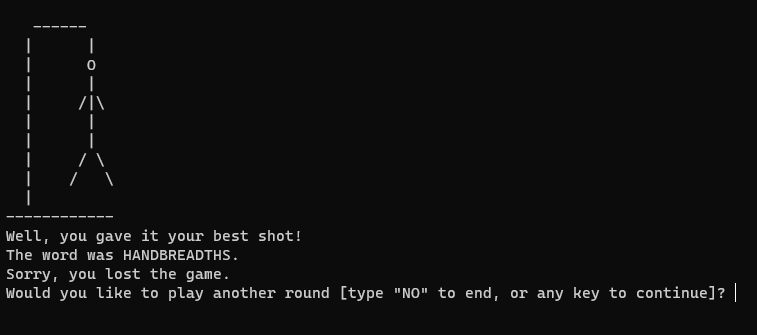 Well, you gave it your best shot!
The word was HANDBREADTHS.
Sorry, you lost the game.
Would you like to play another round [type "NO" to end, or any key to continue]?